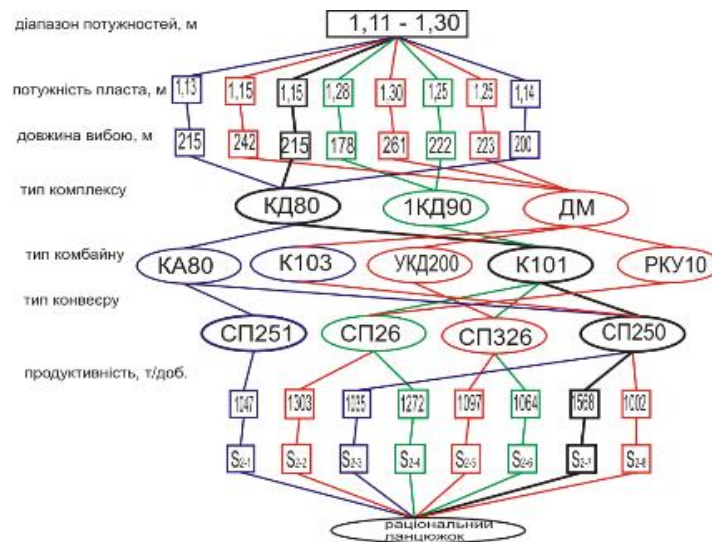 діапазон потужностей, м 1,11 - 1,30
потужність пласта, м 1,13 1,15 1,15 1,28 1,30 1,25 1,25 1,14
довжина вибою, м 215 242 215 178 261 222 223 200
тип комплексу КД80 1КД90 ДМ
тип комбайну КА80 К103 УКД200 К101 РКУ10
тип конвеєру СП251 СП26 СП326 СП250
продуктивність, т/доб.
1047 1303 1035 1272 1097 1064 1568 1002
S2-1 S2-2 S2-3 S2-4 S2-5 S2-6 S2-7 S2-8
раціональний
ланцюжок